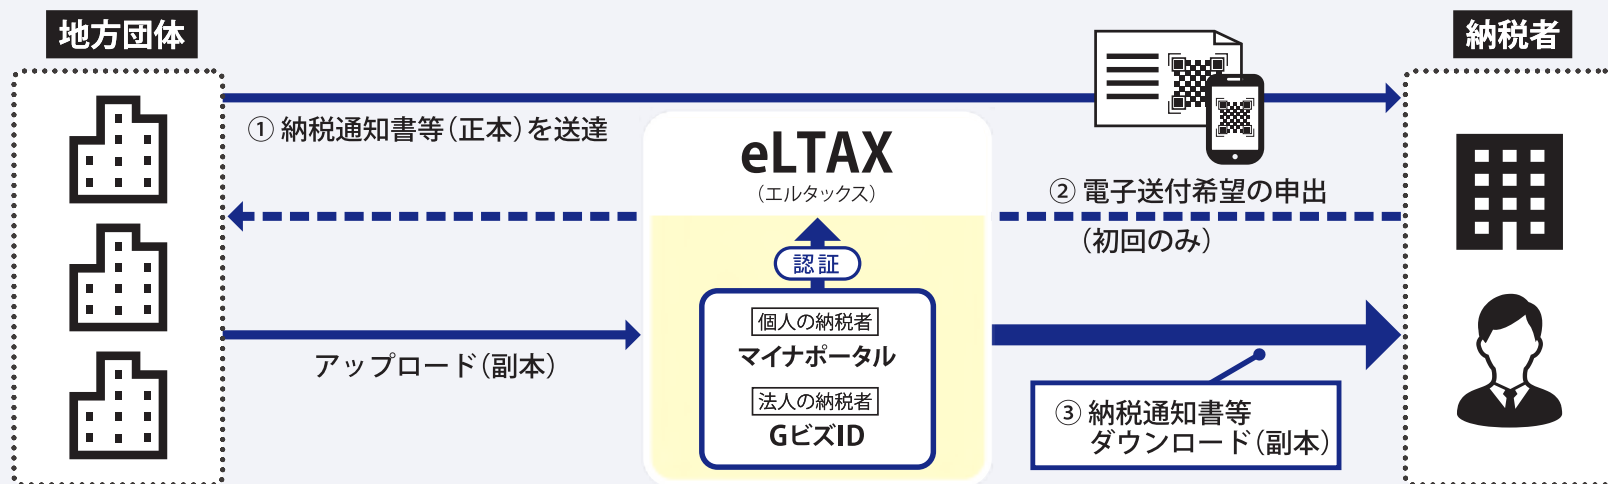 地方団体
納税者
① 納税通知書等(正本)を送達
eLTAX
(エルタックス)
② 電子送付希望の申出
(初回のみ)
認証
個人の納税者
マイナポータル
法人の納税者
GビズID
アップロード(副本)
③ 納税通知書等
ダウンロード(副本)